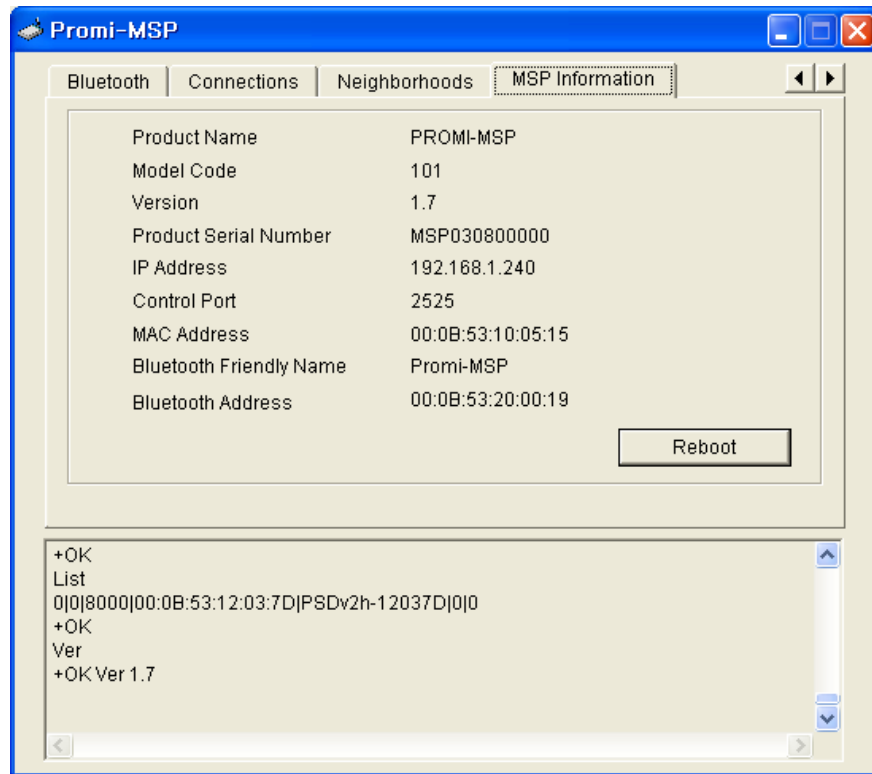 Promi-MSP
Bluetooth Connections Neighborhoods MSP Information
Product Name PROMI-MSP
Model Code 101
Version 1.7
Product Serial Number MSP030800000
IP Address 192.168.1.240
Control Port 2525
MAC Address 00:0B:53:10:05:15
Bluetooth Friendly Name Promi-MSP
Bluetooth Address 00:0B:53:20:00:19
Reboot
+OK
List
0|0|8000|00:0B:53:12:03:7D|PSDv2h-12037D|0|0
+OK
Ver
+OK Ver 1.7